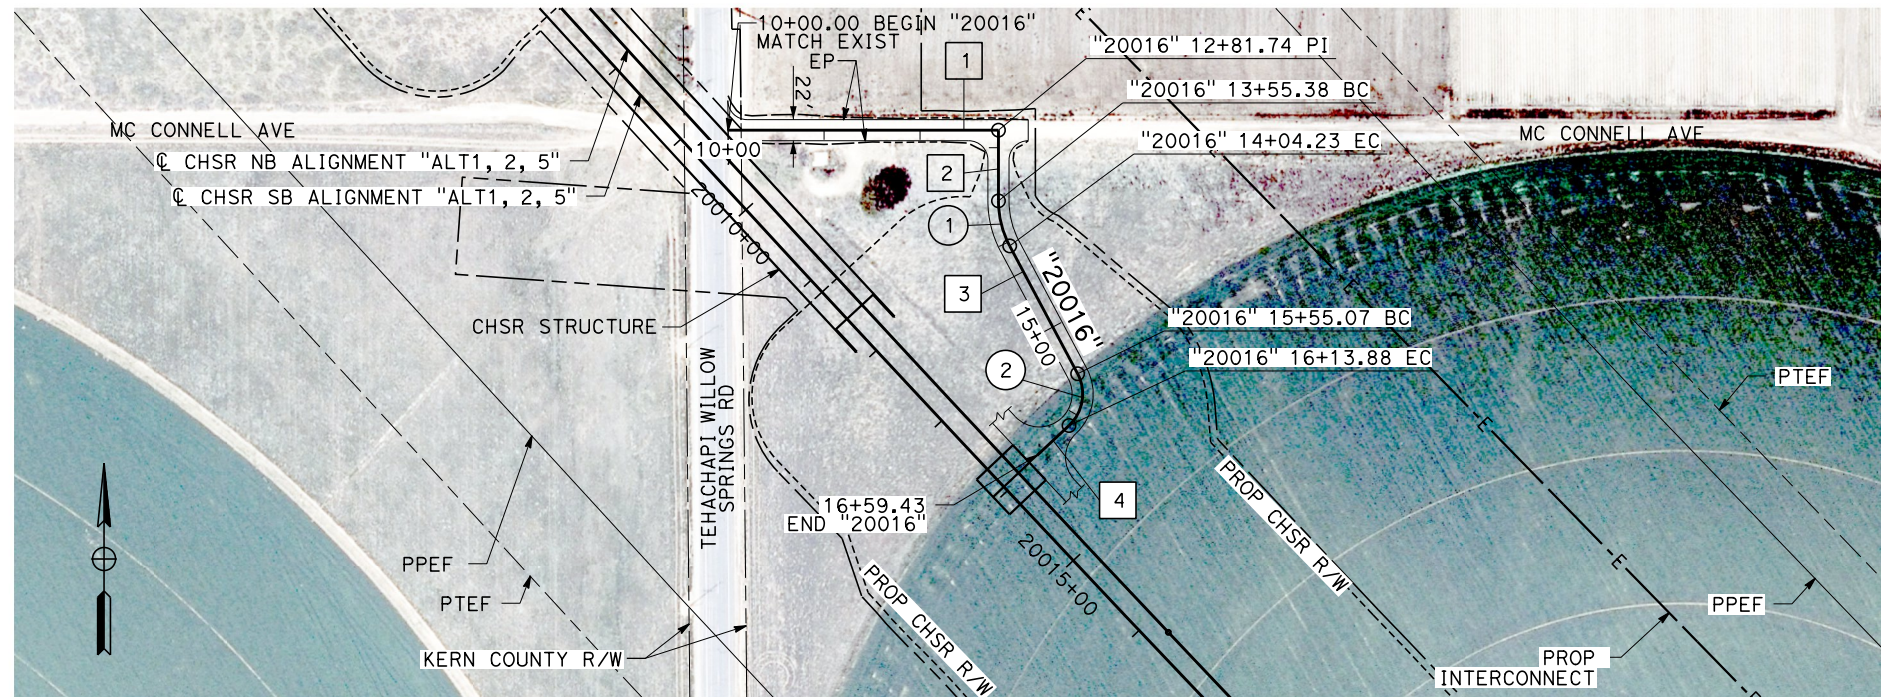 10+00.00 BEGIN "20016"
MATCH EXIST
EP
22'
1
"20016" 12+81.74 PI
"20016" 13+55.38 BC
"20016" 14+04.23 EC
MC CONNELL AVE
MC CONNELL AVE
℄ CHSR NB ALIGNMENT "ALT1, 2, 5"
℄ CHSR SB ALIGNMENT "ALT1, 2, 5"
10+00
2
1
20010+00
3
"20016"
15+00
CHSR STRUCTURE
"20016" 15+55.07 BC
"20016" 16+13.88 EC
2
PTEF
TEHACHAPI WILLOW
SPRINGS RD
16+59.43
END "20016"
4
PROP CHSR R/W
PPEF
PTEF
20015+00
PROP CHSR R/W
KERN COUNTY R/W
PPEF
PROP
INTERCONNECT
E
E
E
E